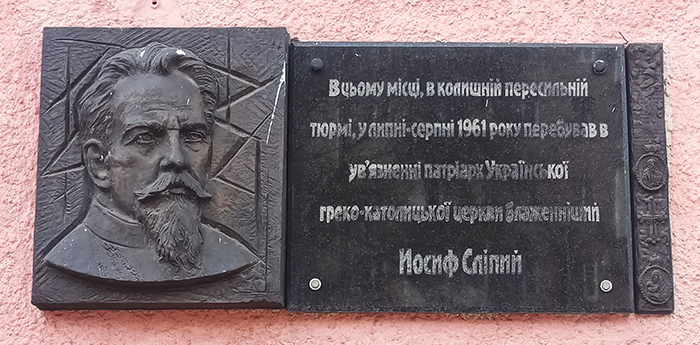 В цьому місці, в колишній пересильній
тюрмі, у липні-серпні 1961 року перебував в
ув'язненні патріарх Української
греко-католицької церкви блаженніший
Йосиф Сліпий